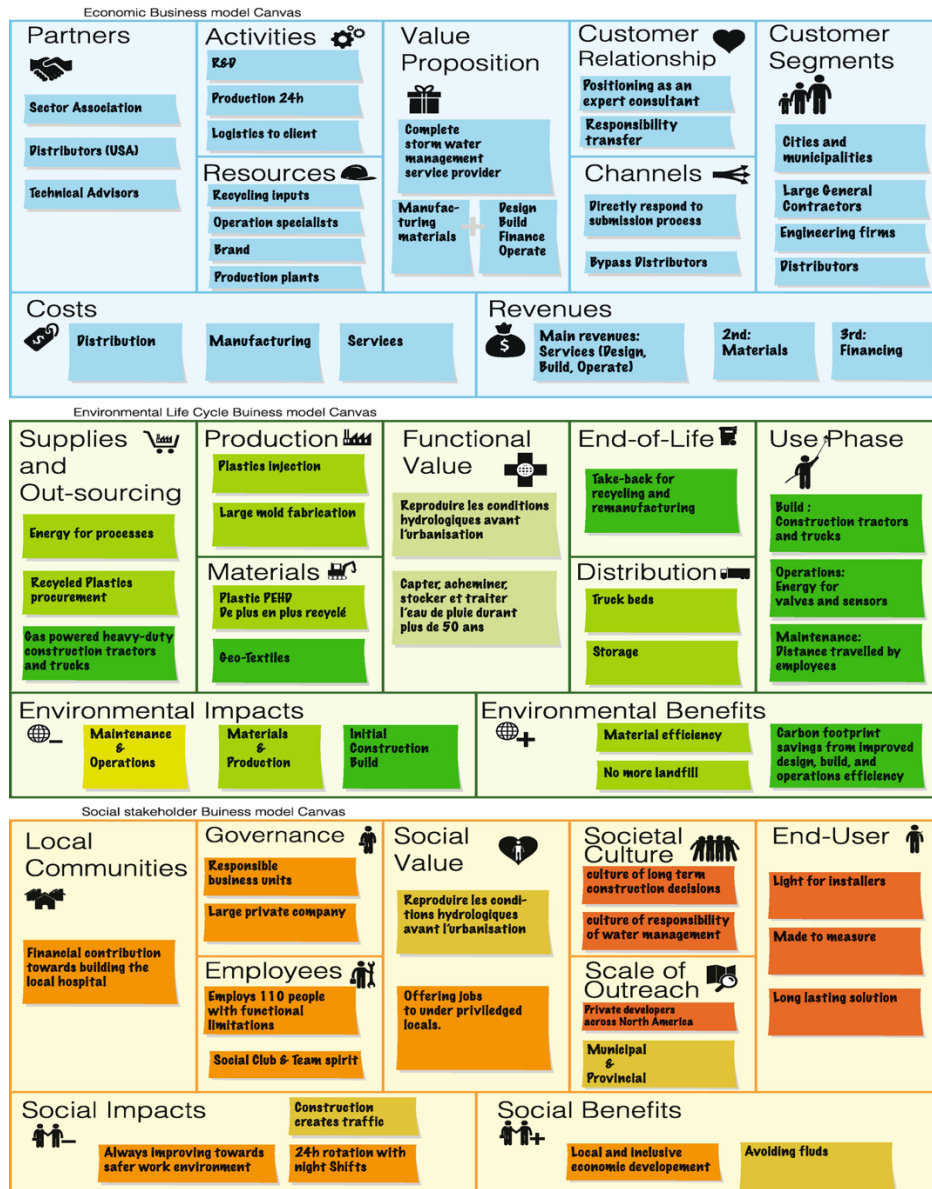 Economic Business model Canvas
Partners
Sector Association
Distributors (USA)
Technical Advisors
Activities
R&D
Production 24h
Logistics to client
Resources
Recycling inputs
Operation specialists
Brand
Production plants
Value
Proposition
Complete
storm water
management
service provider
Manufac-
turing
materials
+
Design
Build
Finance
Operate
Customer
Relationship
Positioning as an
expert consultant
Responsibility
transfer
Channels
Directly respond to
submission process
Bypass Distributors
Customer
Segments
Cities and
municipalities
Large General
Contractors
Engineering firms
Distributors
Costs
Distribution
Manufacturing
Services
Revenues
Main revenues:
Services (Design,
Build, Operate)
2nd:
Materials
3rd:
Financing
Environmental Life Cycle Business model Canvas
Supplies
and
Out-sourcing
Energy for processes
Recycled Plastics
procurement
Gas powered heavy-duty
construction tractors
and trucks
Production
Plastics injection
Large mold fabrication
Materials
Plastic PEHD
De plus en plus recyclé
Geo-Textiles
Functional
Value
Reproduire les conditions
hydrologiques avant
l'urbanisation
Capter, acheminer,
stocker et traiter
l'eau de pluie durant
plus de 50 ans
End-of-Life
Take-back for
recycling and
remanufacturing
Distribution
Truck beds
Storage
Use Phase
Build :
Construction tractors
and trucks
Operations:
Energy for
valves and sensors
Maintenance:
Distance travelled by
employees
Environmental Impacts
Maintenance
&
Operations
Materials
&
Production
Initial
Construction
Build
Environmental Benefits
Material efficiency
No more landfill
Carbon footprint
savings from improved
design, build, and
operations efficiency
Social stakeholder Buiness model Canvas
Local
Communities
Financial contribution
towards building the
local hospital
Governance
Responsible
business units
Large private company
Employees
Employs 110 people
with functional
limitations
Social Club & Team spirit
Social
Value
Reproduire les condi-
tions hydrologiques
avant l'urbanisation
Offering jobs
to under priviledged
locals.
Societal
Culture
culture of long term
construction decisions
culture of responsibility
of water management
Scale of
Outreach
Private developers
across North America
Municipal
&
Provincial
End-User
Light for installers
Made to measure
Long lasting solution
Social Impacts
Always improving towards
safer work environment
Construction
creates traffic
24h rotation with
night Shifts
Social Benefits
Local and inclusive
economic developement
Avoiding fluds